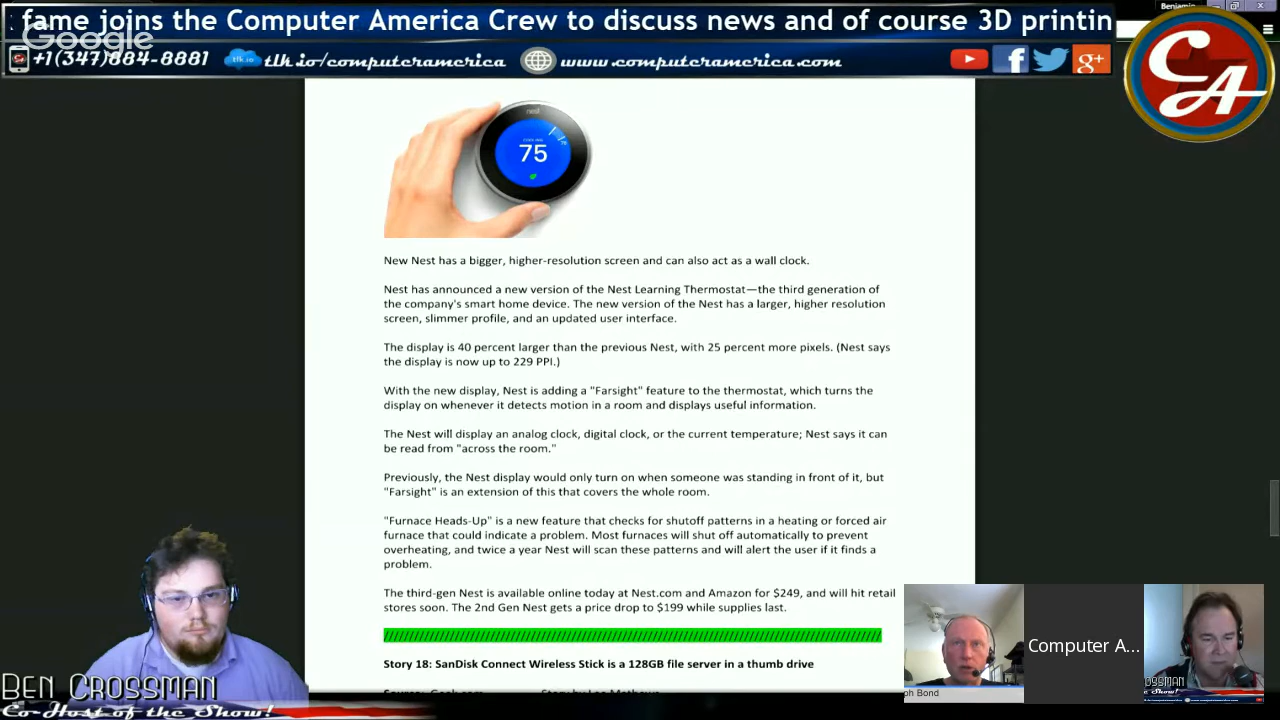 fame joins the Computer America Crew to discuss news and of course 3D printin
Benjamin
Google
+1(347)-884-8881 tlk.io/computeramerica www.computeramerica.com
g+
CA
nest
75
New Nest has a bigger, higher-resolution screen and can also act as a wall clock.
Nest has announced a new version of the Nest Learning Thermostat—the third generation of
the company's smart home device. The new version of the Nest has a larger, higher resolution
screen, slimmer profile, and an updated user interface.
The display is 40 percent larger than the previous Nest, with 25 percent more pixels. (Nest says
the display is now up to 229 PPI.)
With the new display, Nest is adding a "Farsight" feature to the thermostat, which turns the
display on whenever it detects motion in a room and displays useful information.
The Nest will display an analog clock, digital clock, or the current temperature; Nest says it can
be read from "across the room."
Previously, the Nest display would only turn on when someone was standing in front of it, but
"Farsight" is an extension of this that covers the whole room.
"Furnace Heads-Up" is a new feature that checks for shutoff patterns in a heating or forced air
furnace that could indicate a problem. Most furnaces will shut off automatically to prevent
overheating, and twice a year Nest will scan these patterns and will alert the user if it finds a
problem.
The third-gen Nest is available online today at Nest.com and Amazon for $249, and will hit retail
stores soon. The 2nd Gen Nest gets a price drop to $199 while supplies last.
Story 18: SanDisk Connect Wireless Stick is a 128GB file server in a thumb drive
Ben Crossman
Co-Host of the Show!
ph Bond
Computer A...
ossman